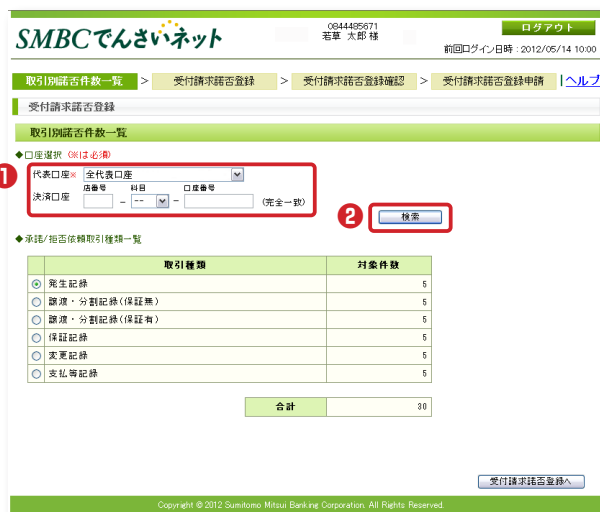 SMBCでんさいネット
0844485671
若草 太郎 様
ログアウト
前回ログイン日時：2012/05/14 10:00
取引別諾否件数一覧 > 受付請求諾否登録 > 受付請求諾否登録確認 > 受付請求諾否登録申請 | ヘルプ
受付請求諾否登録
取引別諾否件数一覧
◆口座選択 (※は必須)
1
代表口座※ 全代表口座
店番号 科目 口座番号
決済口座 - -- - (完全一致)
2 検索
◆承諾/拒否依頼取引種類一覧
取引種類 対象件数
発生記録 5
譲渡・分割記録(保証無) 5
譲渡・分割記録(保証有) 5
保証記録 5
変更記録 5
支払等記録 5
合計 30
受付請求諾否登録へ
Copyright © 2012 Sumitomo Mitsui Banking Corporation. All Rights Reserved.